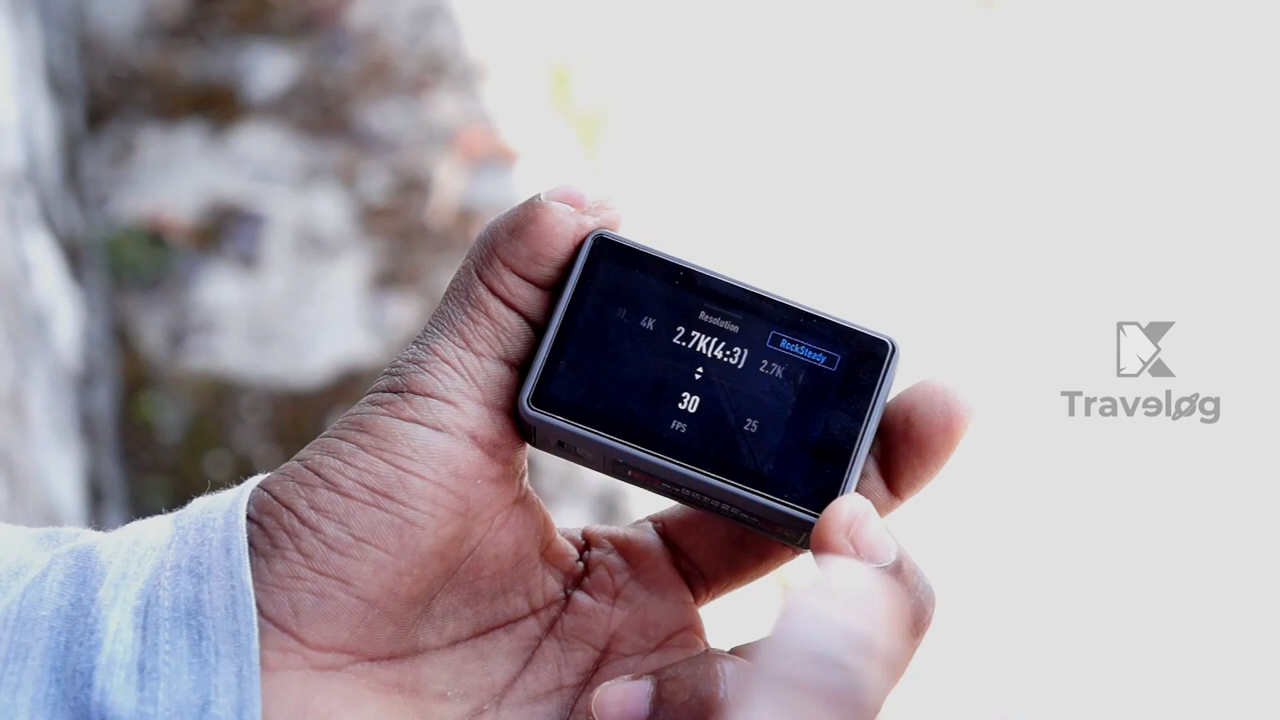 Resolution
4K
2.7K(4:3)
2.7K
RockSteady
30
25
FPS
Travelog